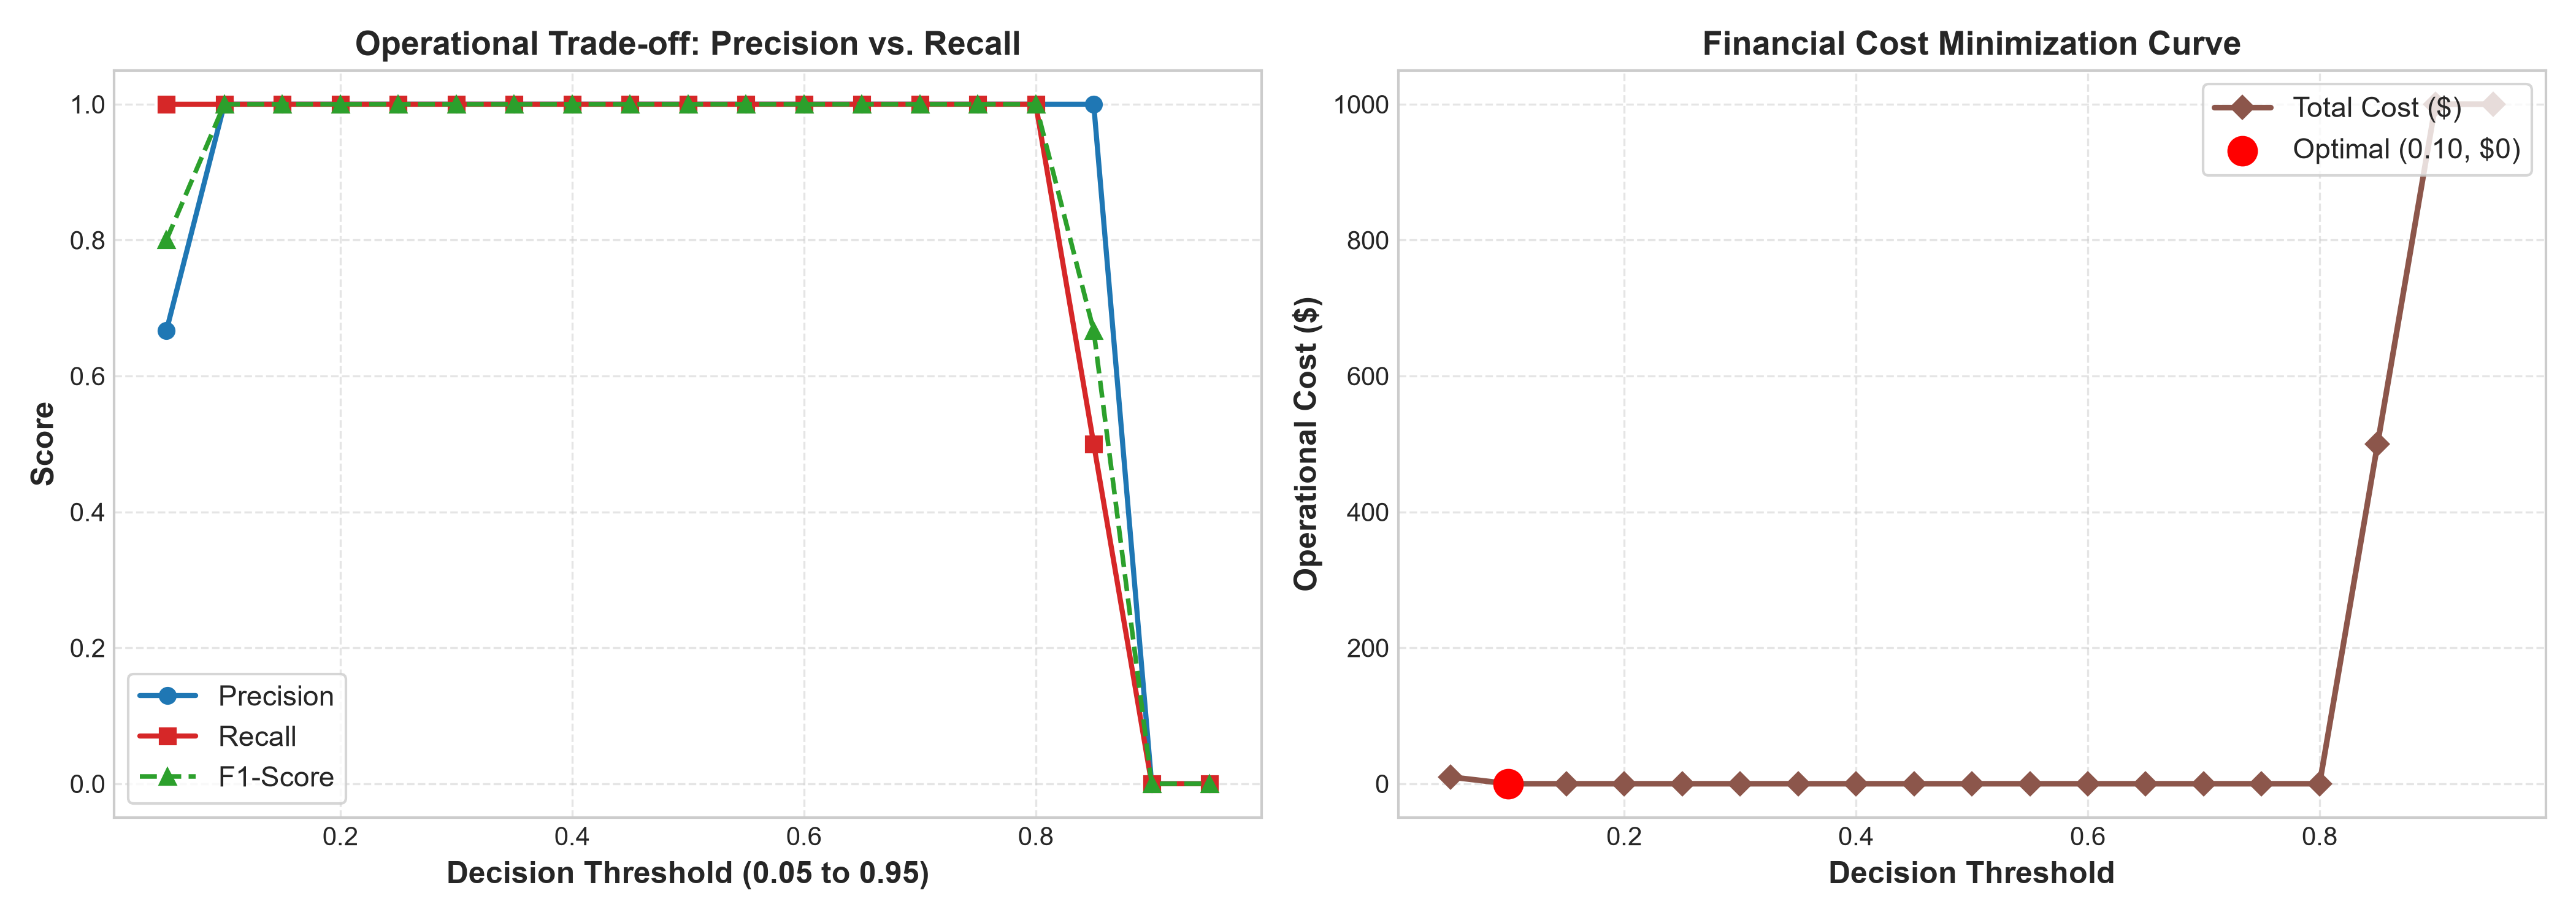 Operational Trade-off: Precision vs. Recall
1.0
0.8
0.6
0.4
0.2
0.0
Score
Precision
Recall
F1-Score
0.2 0.4 0.6 0.8
Decision Threshold (0.05 to 0.95)
Financial Cost Minimization Curve
1000
800
600
400
200
0
Operational Cost ($)
Total Cost ($)
Optimal (0.10, $0)
0.2 0.4 0.6 0.8
Decision Threshold